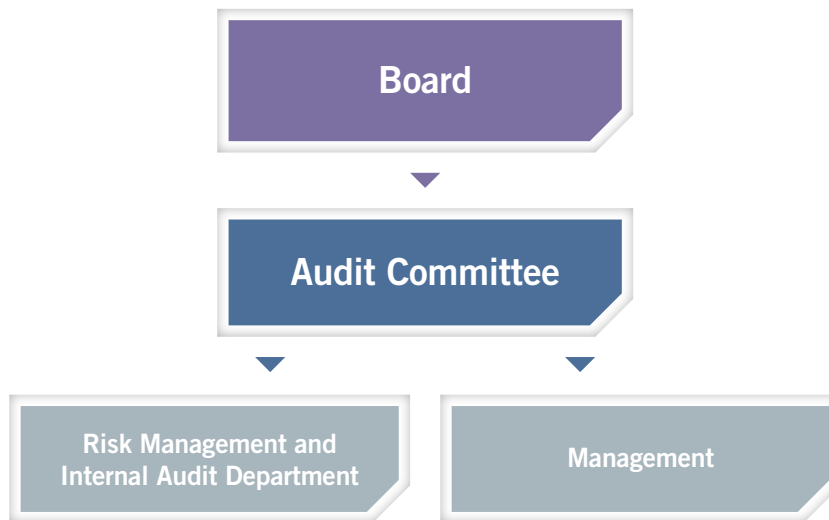 Board
Audit Committee
Risk Management and
Internal Audit Department
Management